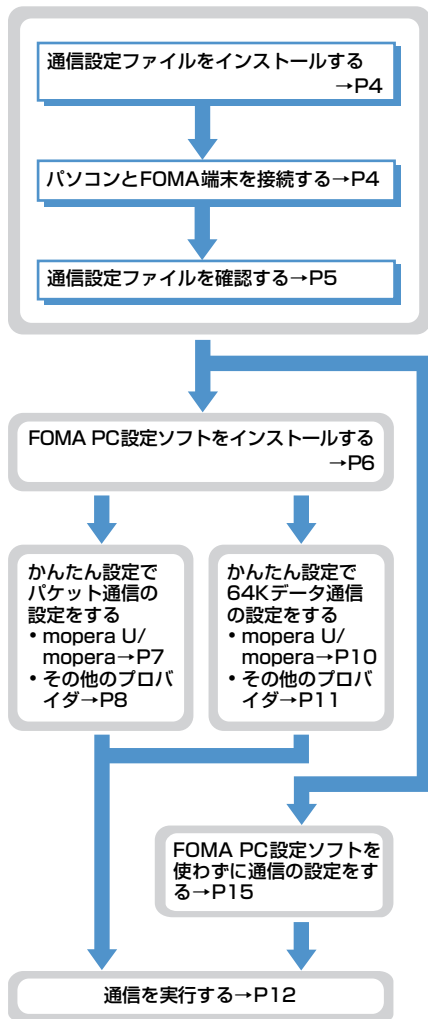 通信設定ファイルをインストールする
→P4
パソコンとFOMA端末を接続する→P4
通信設定ファイルを確認する→P5
FOMA PC設定ソフトをインストールする
→P6
かんたん設定で
パケット通信の
設定をする
• mopera U/
mopera→P7
• その他のプロバ
イダ→P8
かんたん設定で
64Kデータ通信
の設定をする
• mopera U/
mopera→P10
• その他のプロバ
イダ→P11
FOMA PC設定ソフトを
使わずに通信の設定をす
る→P15
通信を実行する→P12